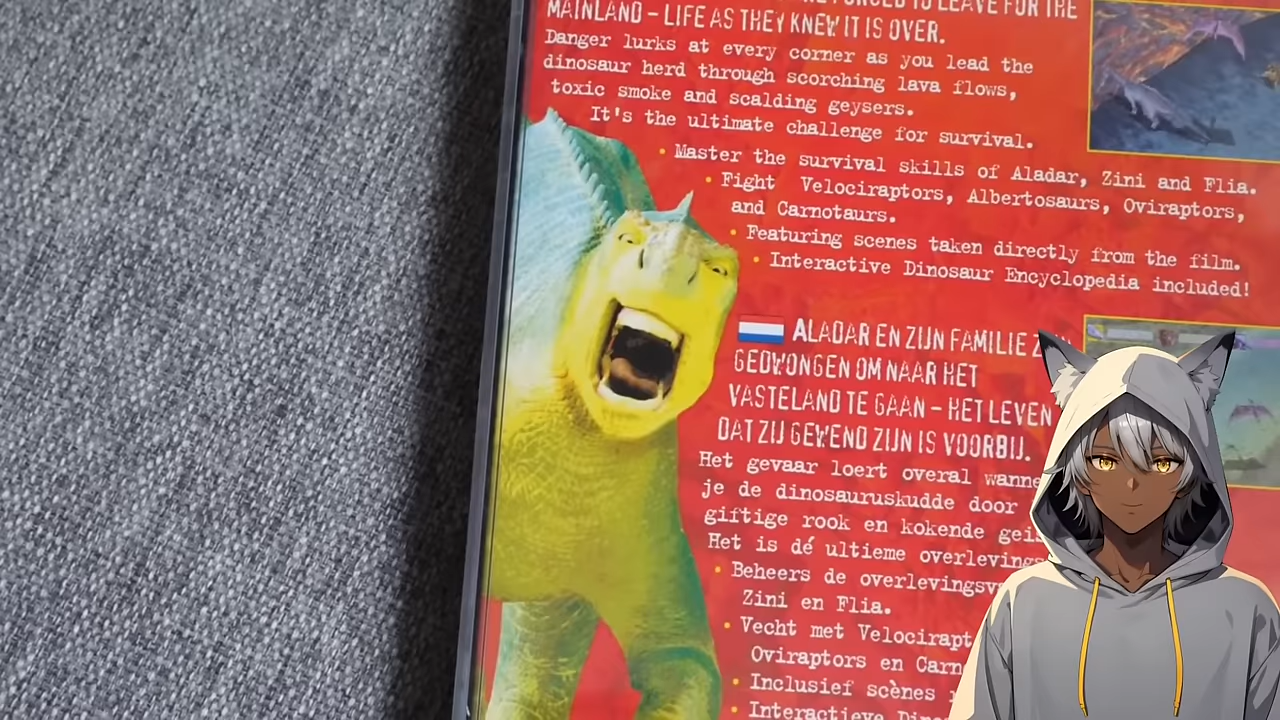 TO LEAVE FOR THE
MAINLAND – LIFE AS THEY KNEW IT IS OVER.
Danger lurks at every corner as you lead the
dinosaur herd through scorching lava flows,
toxic smoke and scalding geysers.
It's the ultimate challenge for survival.
• Master the survival skills of Aladar, Zini and Flia.
• Fight Velociraptors, Albertosaurs, Oviraptors,
and Carnotaurs.
• Featuring scenes taken directly from the film.
• Interactive Dinosaur Encyclopedia included!
ALADAR EN ZIJN FAMILIE
GEDWONGEN OM NAAR HET
VASTELAND TE GAAN – HET LEVEN
DAT ZIJ GEWEND ZIJN IS VOORBIJ.
Het gevaar loert overal
je de dinosauruskudde door
giftige rook en kokende
Het is dé ultieme
• Beheers de
Zini en Flia.
• Vecht met
Oviraptors en
• Inclusief scènes
• Interactieve